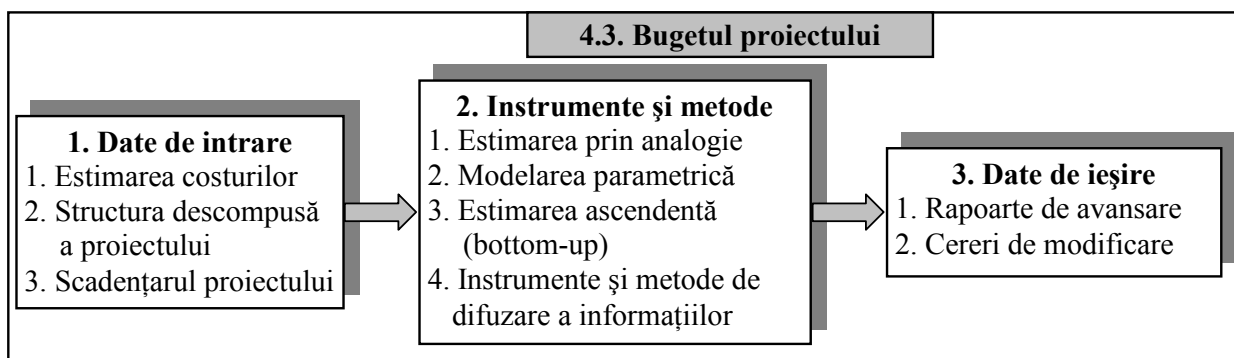 4.3. Bugetul proiectului
1. Date de intrare
1. Estimarea costurilor
2. Structura descompusă
a proiectului
3. Scadențarul proiectului
2. Instrumente şi metode
1. Estimarea prin analogie
2. Modelarea parametrică
3. Estimarea ascendentă
(bottom-up)
4. Instrumente şi metode de
difuzare a informațiilor
3. Date de ieşire
1. Rapoarte de avansare
2. Cereri de modificare